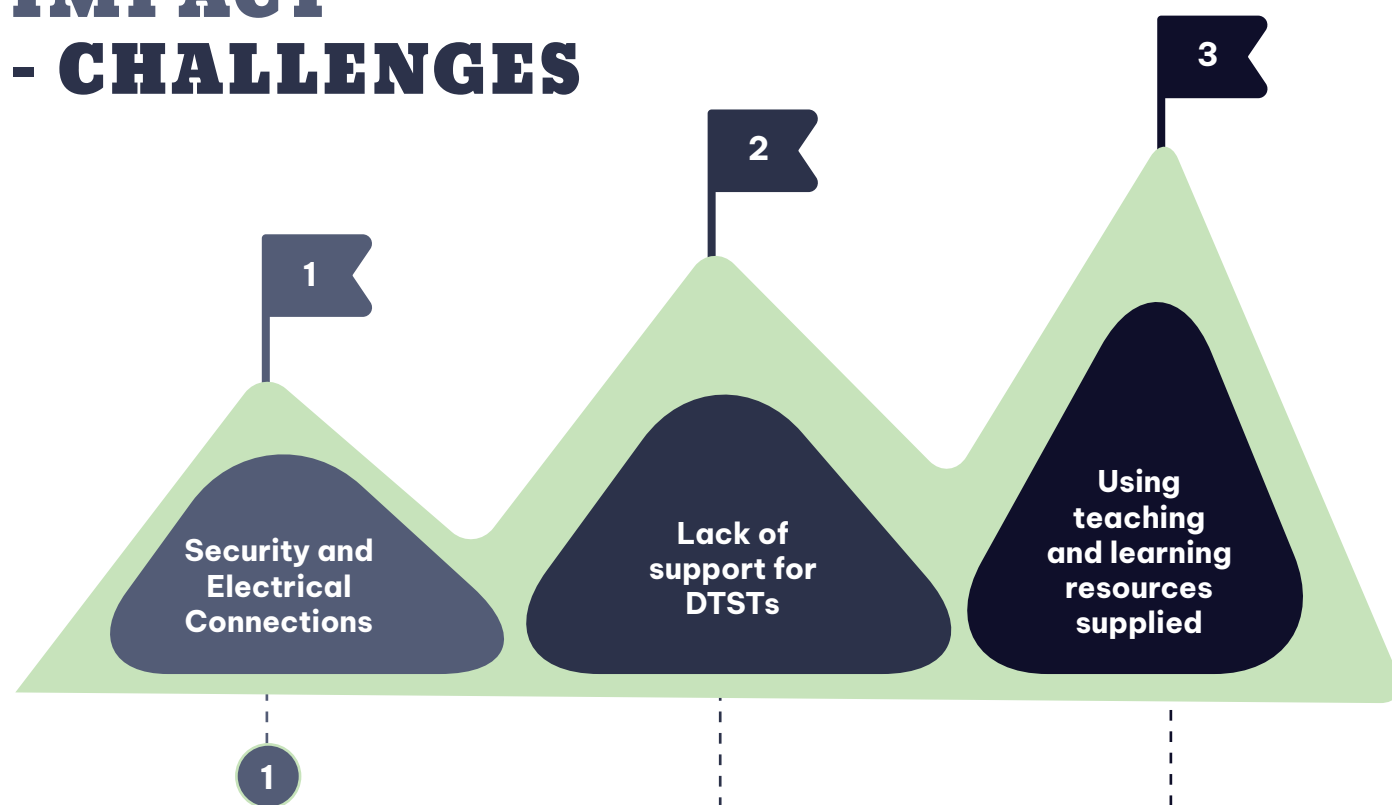 IMPACT
- CHALLENGES
3
2
1
Security and
Electrical
Connections
Lack of
support for
DTSTs
Using
teaching
and learning
resources
supplied
1